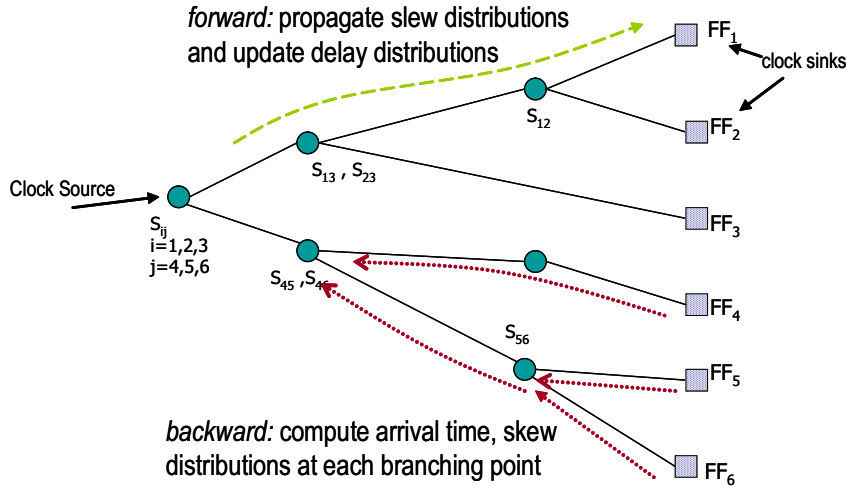 forward: propagate slew distributions
and update delay distributions
FF1
clock sinks
S12
FF2
S13 , S23
Clock Source
FF3
Sij
i=1,2,3
j=4,5,6
S45 ,S46
FF4
S56
FF5
backward: compute arrival time, skew
distributions at each branching point
FF6